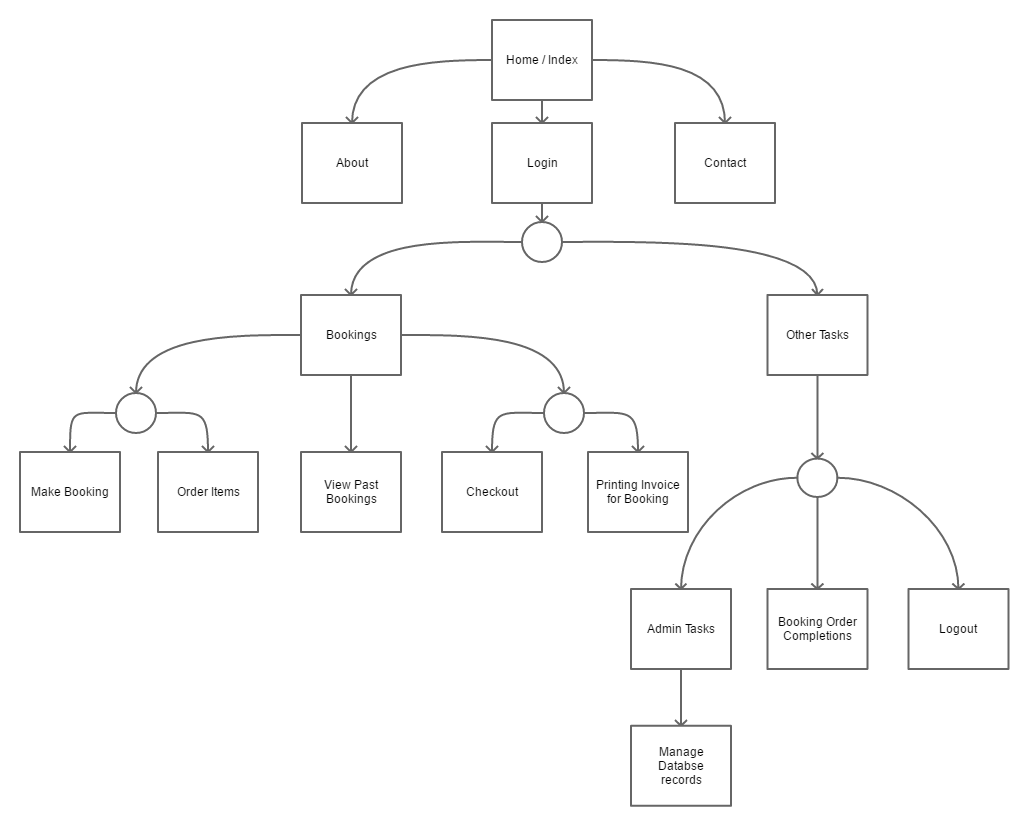 Home / Index
About
Login
Contact
Bookings
Other Tasks
Make Booking
Order Items
View Past
Bookings
Checkout
Printing Invoice
for Booking
Admin Tasks
Booking Order
Completions
Logout
Manage
Databse
records